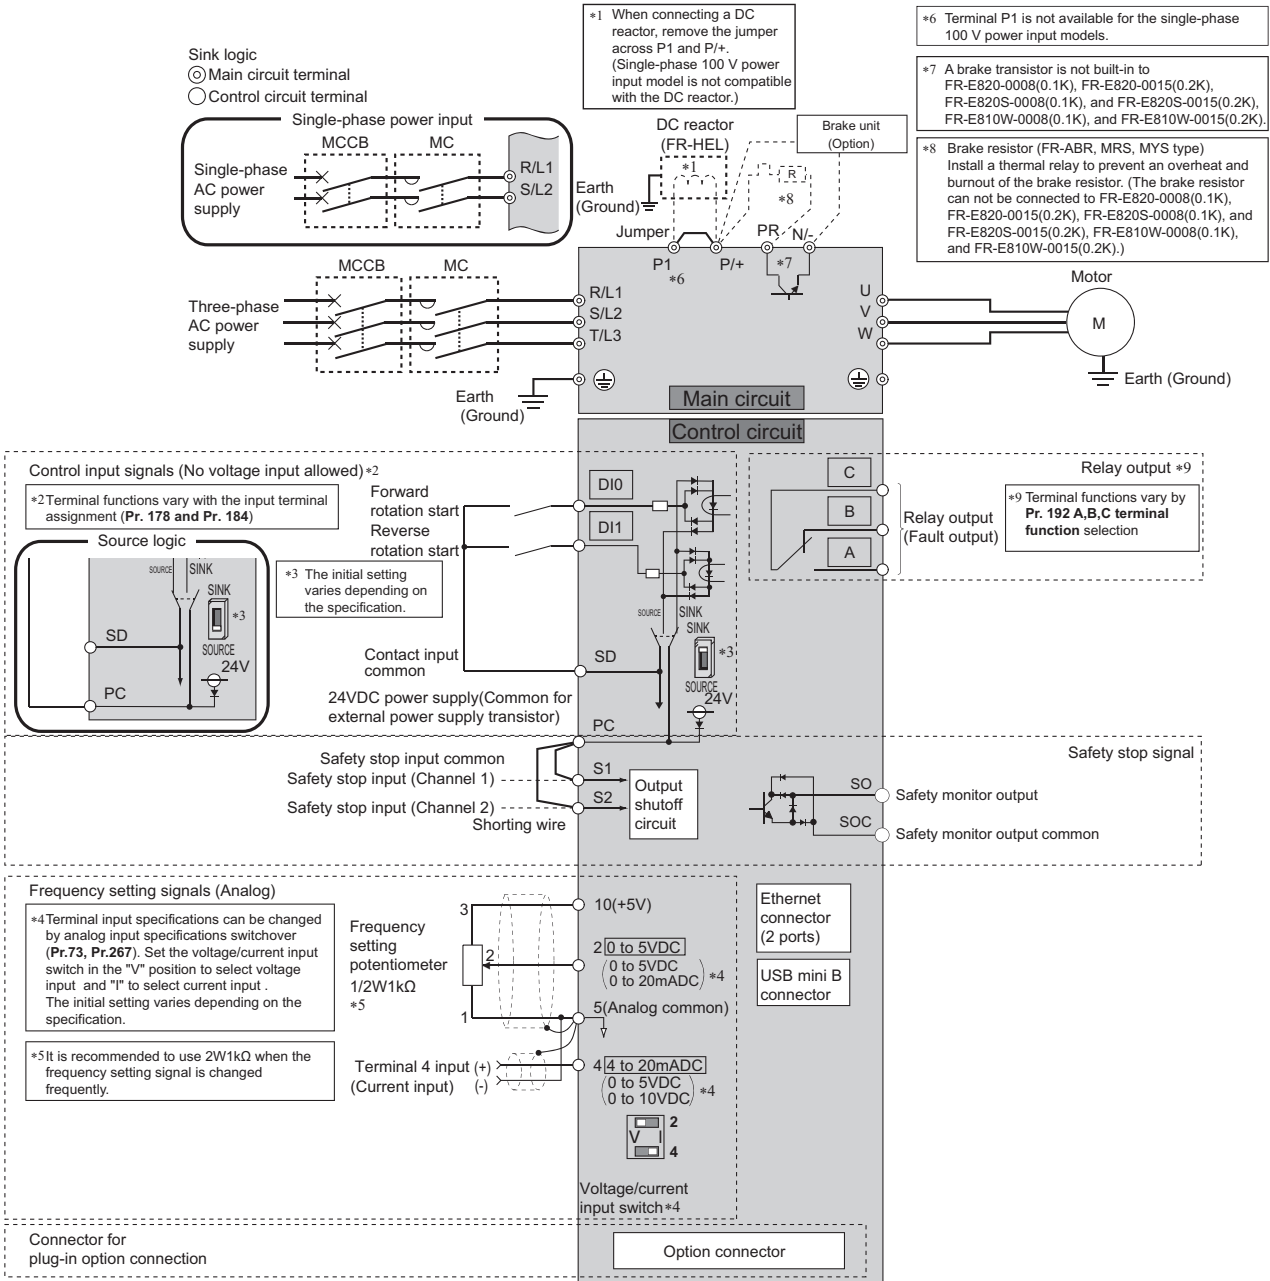 *1 When connecting a DC
reactor, remove the jumper
across P1 and P/+.
(Single-phase 100 V power
input model is not compatible
with the DC reactor.)
*6 Terminal P1 is not available for the single-phase
100 V power input models.
*7 A brake transistor is not built-in to
FR-E820-0008(0.1K), FR-E820-0015(0.2K),
FR-E820S-0008(0.1K), and FR-E820S-0015(0.2K),
FR-E810W-0008(0.1K), and FR-E810W-0015(0.2K).
*8 Brake resistor (FR-ABR, MRS, MYS type)
Install a thermal relay to prevent an overheat and
burnout of the brake resistor. (The brake resistor
can not be connected to FR-E820-0008(0.1K),
FR-E820-0015(0.2K), FR-E820S-0008(0.1K), and
FR-E820S-0015(0.2K), FR-E810W-0008(0.1K),
and FR-E810W-0015(0.2K).)
Sink logic
Main circuit terminal
Control circuit terminal
Single-phase power input
MCCB
MC
Single-phase
AC power
supply
R/L1
S/L2
DC reactor
(FR-HEL)
*1
Brake unit
(Option)
R
*8
Earth
(Ground)
Jumper
PR
N/-
P1
*6
P/+
*7
MCCB
MC
Three-phase
AC power
supply
R/L1
S/L2
T/L3
U
V
W
Motor
M
Earth
(Ground)
Earth (Ground)
Main circuit
Control circuit
Control input signals (No voltage input allowed)*2
*2 Terminal functions vary with the input terminal
assignment (Pr. 178 and Pr. 184)
Forward
rotation start
Reverse
rotation start
DI0
DI1
C
B
A
Relay output *9
Relay output
(Fault output)
*9 Terminal functions vary by
Pr. 192 A,B,C terminal
function selection
Source logic
SOURCE
SINK
SINK
*3
SOURCE
SD
24V
PC
*3 The initial setting
varies depending on
the specification.
SOURCE
SINK
SINK
*3
SOURCE
24V
Contact input
common
SD
24VDC power supply(Common for
external power supply transistor)
PC
Safety stop signal
Safety stop input common
Safety stop input (Channel 1)
S1
Safety stop input (Channel 2)
S2
Shorting wire
Output
shutoff
circuit
SO
Safety monitor output
SOC
Safety monitor output common
Frequency setting signals (Analog)
*4 Terminal input specifications can be changed
by analog input specifications switchover
(Pr.73, Pr.267). Set the voltage/current input
switch in the "V" position to select voltage
input and "I" to select current input .
The initial setting varies depending on the
specification.
*5 It is recommended to use 2W1kΩ when the
frequency setting signal is changed
frequently.
Frequency
setting
potentiometer
1/2W1kΩ
*5
3
2
1
10(+5V)
2 0 to 5VDC
(0 to 5VDC
0 to 20mADC) *4
5(Analog common)
Terminal 4 input (+)
(Current input) (-)
4 4 to 20mADC
(0 to 5VDC
0 to 10VDC) *4
2
V I
4
Voltage/current
input switch*4
Ethernet
connector
(2 ports)
USB mini B
connector
Connector for
plug-in option connection
Option connector